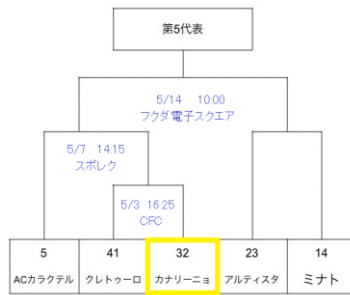 第5代表
5/14 10:00
フクダ電子スクエア
5/7 14:15
スポレク
5/3 16:25
CFC
5 41 32 23 14
ACカラクテル クレトゥーロ カナリーニョ アルティスタ ミナト